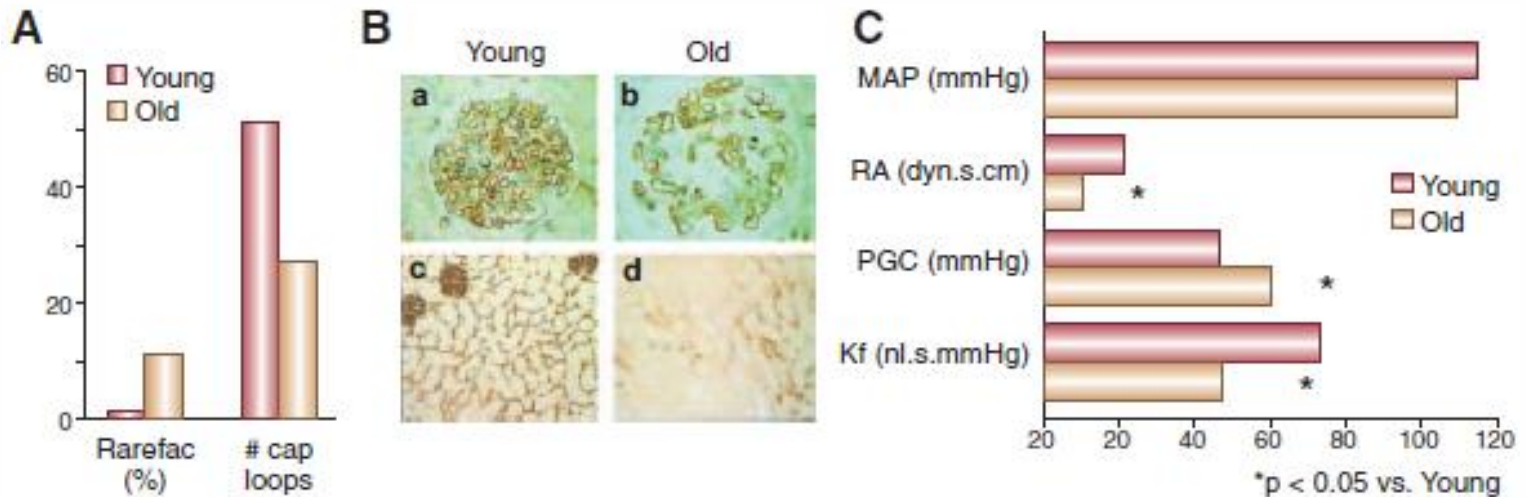 A
60
40
20
0
Young
Old
Rarefac
(%)
# cap
loops
B
Young
Old
a
b
c
d
C
MAP (mmHg)
RA (dyn.s.cm)
*
PGC (mmHg)
*
Kf (nl.s.mmHg)
*
Young
Old
20
20
40
60
80
100
120
*p < 0.05 vs. Young